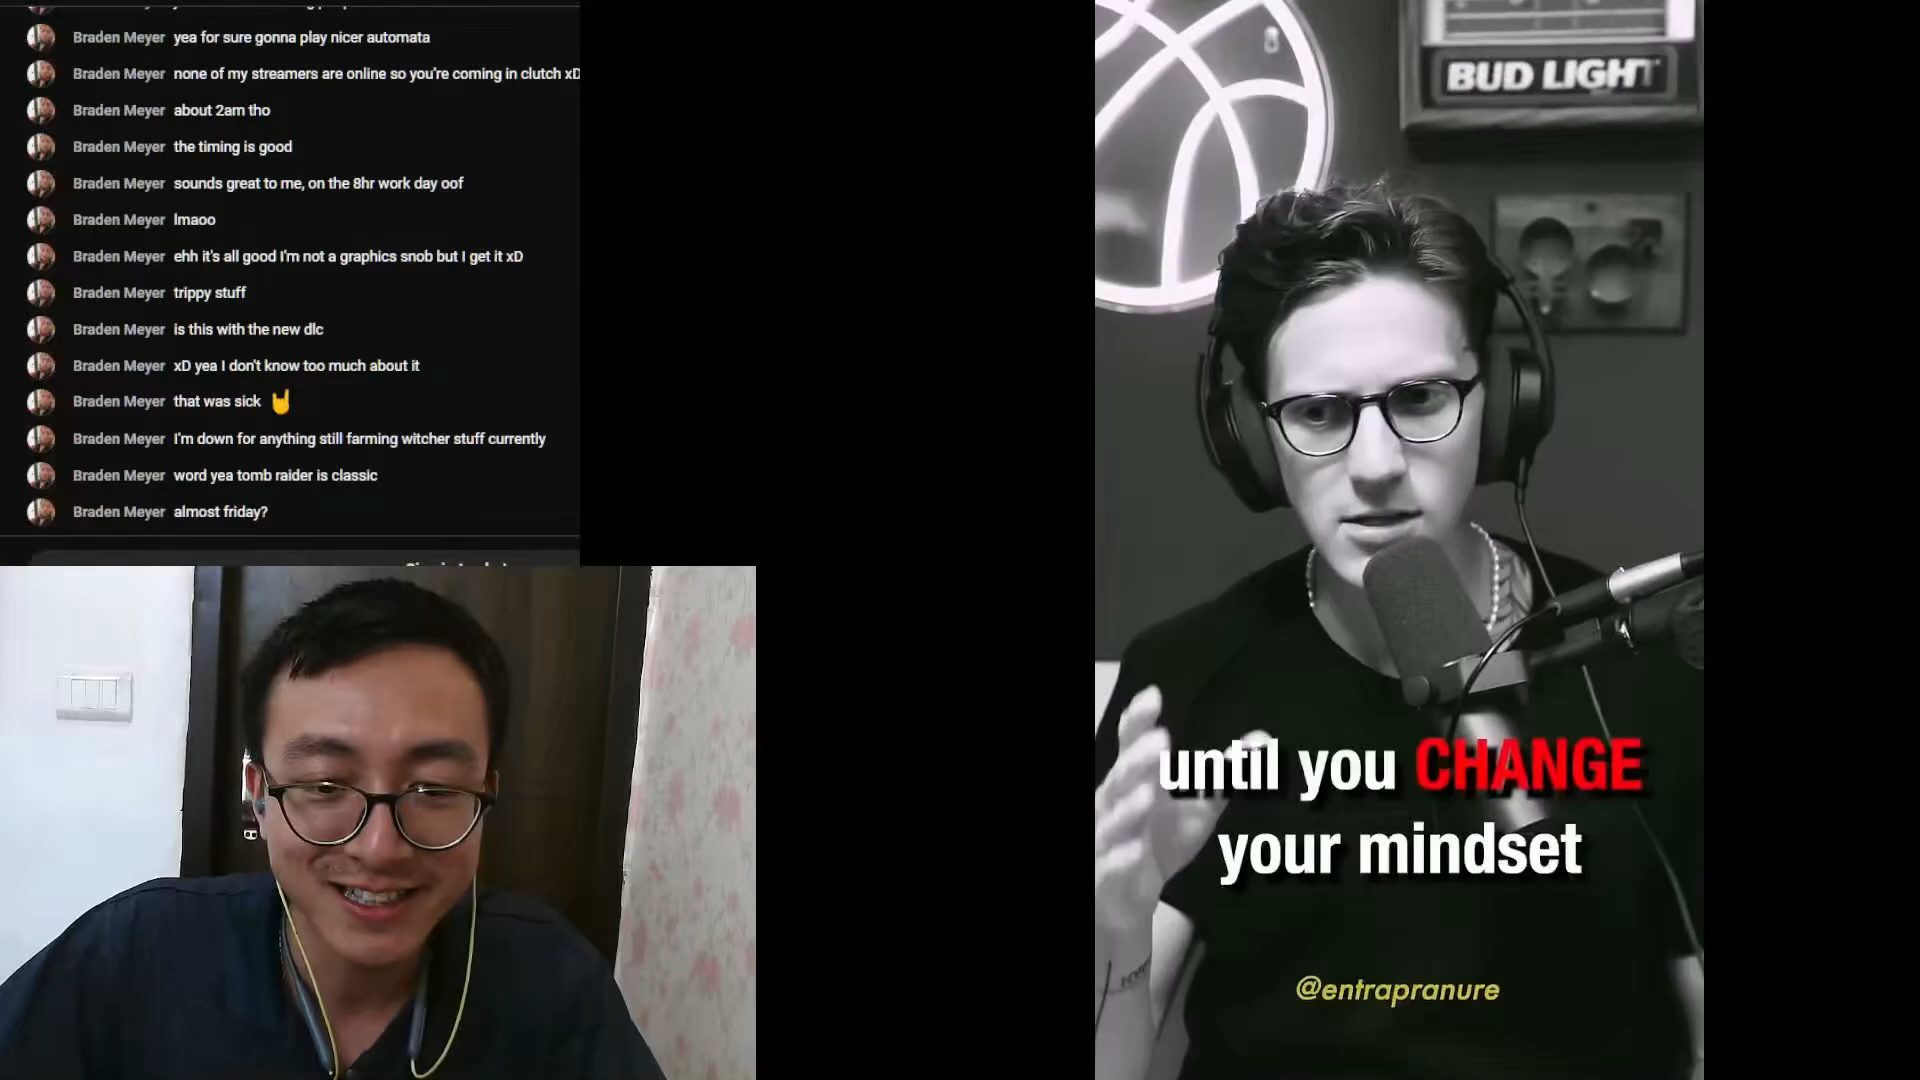 Braden Meyer yea for sure gonna play nicer automata
Braden Meyer none of my streamers are online so you're coming in clutch xD
Braden Meyer about 2am tho
Braden Meyer the timing is good
Braden Meyer sounds great to me, on the 8hr work day oof
Braden Meyer lmaoo
Braden Meyer ehh it's all good I'm not a graphics snob but I get it xD
Braden Meyer trippy stuff
Braden Meyer is this with the new dlc
Braden Meyer xD yea I don't know too much about it
Braden Meyer that was sick 🤘
Braden Meyer I'm down for anything still farming witcher stuff currently
Braden Meyer word yea tomb raider is classic
Braden Meyer almost friday?
BUD LIGHT
until you CHANGE
your mindset
@entrapranure